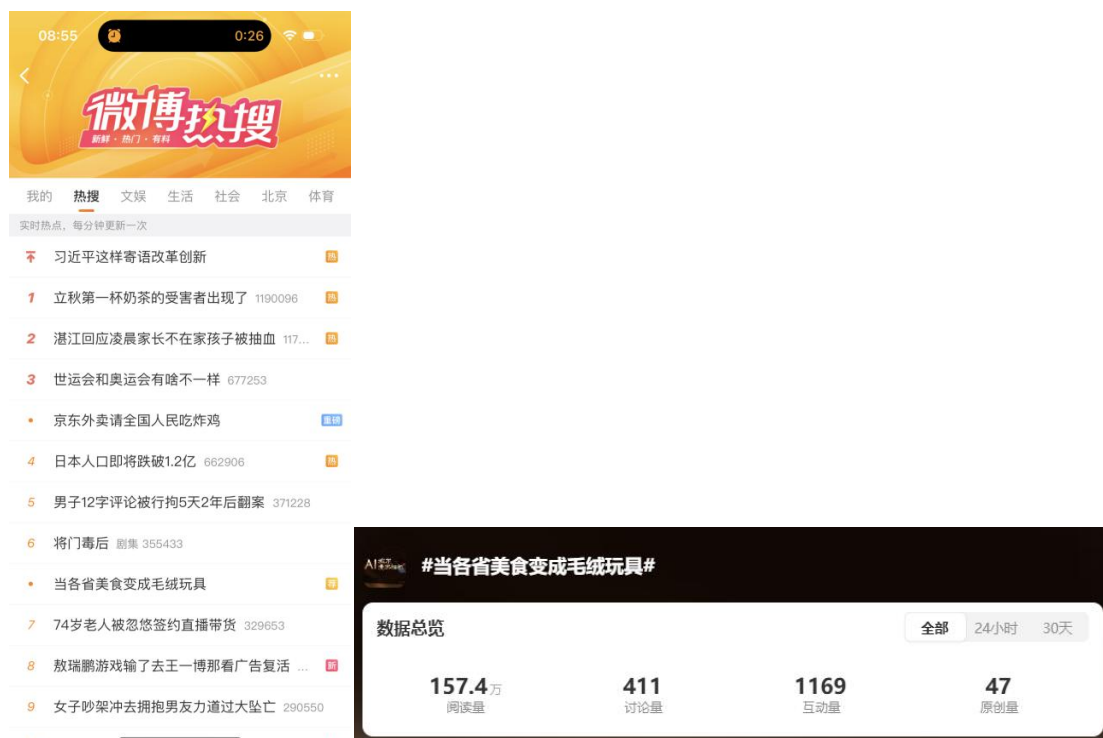 08:55
0:26
微博热搜
新鲜·热门·有料
我的 热搜 文娱 生活 社会 北京 体育
实时热点，每分钟更新一次
习近平这样寄语改革创新 热
1 立秋第一杯奶茶的受害者出现了 1190096 热
2 湛江回应凌晨家长不在家孩子被抽血 117... 热
3 世运会和奥运会有啥不一样 677253
• 京东外卖请全国人民吃炸鸡 重磅
4 日本人口即将跌破1.2亿 662906 热
5 男子12字评论被行拘5天2年后翻案 371228
6 将门毒后 剧集 355433
• 当各省美食变成毛绒玩具 荐
7 74岁老人被忽悠签约直播带货 329653
8 敖瑞鹏游戏输了去王一博那看广告复活 ... 新
9 女子吵架冲去拥抱男友力道过大坠亡 290550
#当各省美食变成毛绒玩具#
数据总览
全部 24小时 30天
157.4万 411 1169 47
阅读量 讨论量 互动量 原创量